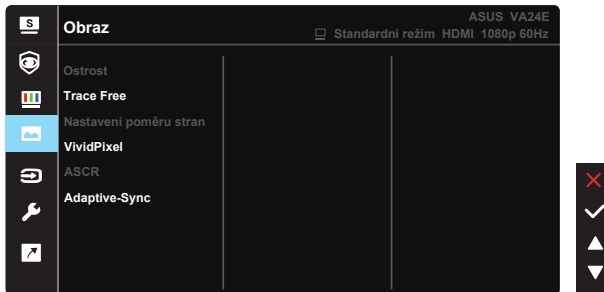 S
Obraz
ASUS VA24E
Standardní režim HDMI 1080p 60Hz
Ostrost
Trace Free
Nastavení poměru stran
VividPixel
ASCR
Adaptive-Sync